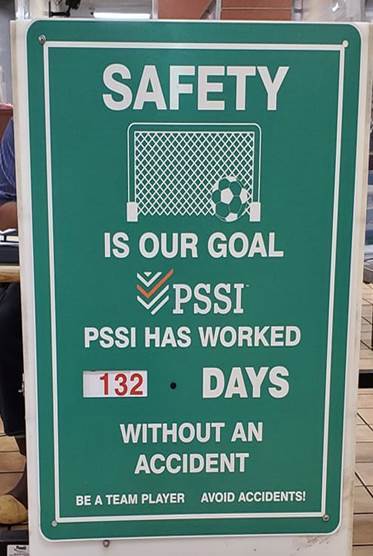 SAFETY
IS OUR GOAL
PSSI
PSSI HAS WORKED
132 DAYS
WITHOUT AN
ACCIDENT
BE A TEAM PLAYER AVOID ACCIDENTS!